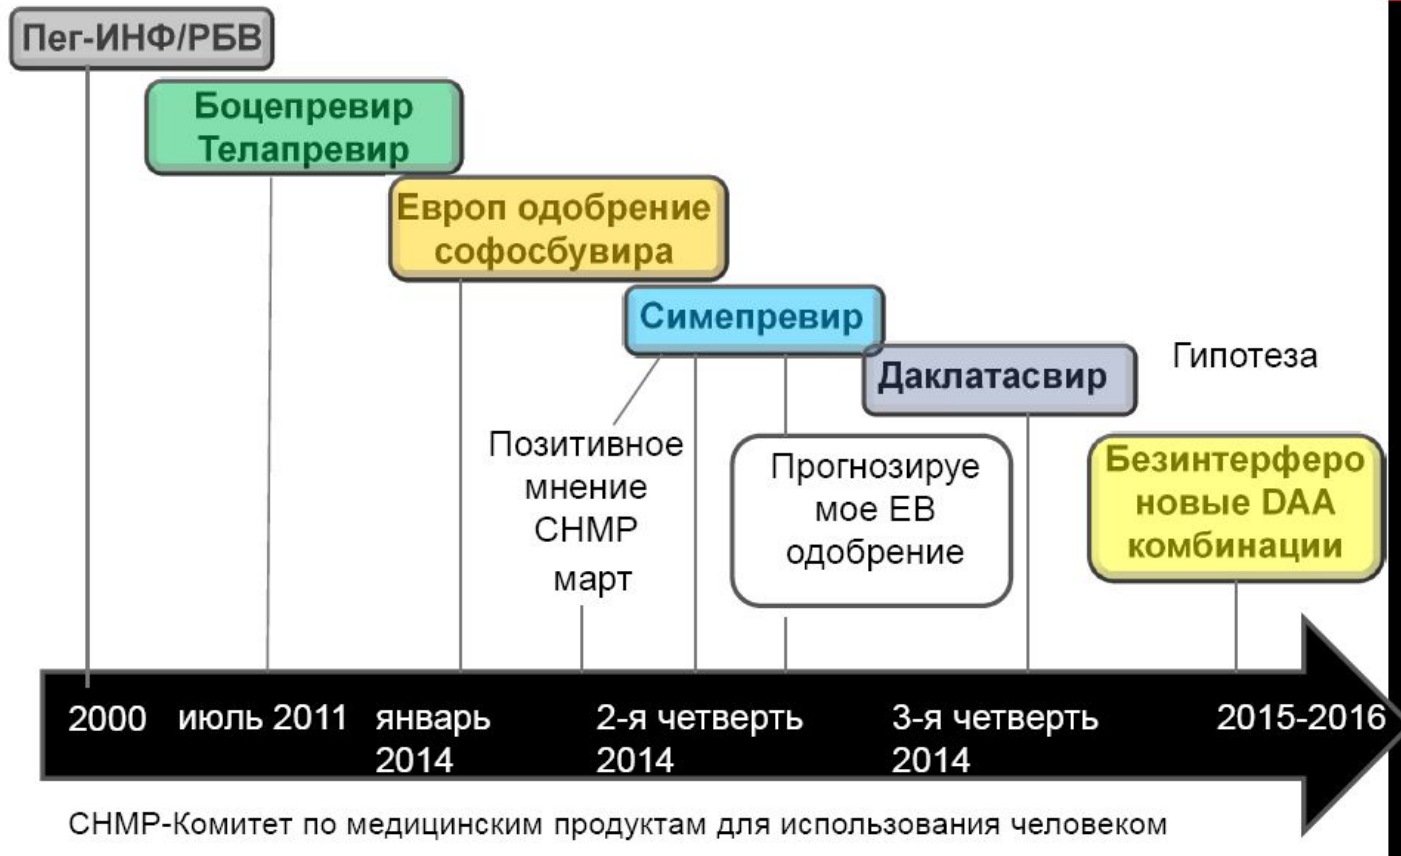 Пег-ИНФ/РБВ
Боцепревир
Телапревир
Европ одобрение
софосбувира
Симепревир
Даклатасвир
Гипотеза
Позитивное
мнение
CHMP
март
Прогнозируе
мое ЕВ
одобрение
Безинтерферо
новые DAA
комбинации
2000
июль 2011
январь
2014
2-я четверть
2014
3-я четверть
2014
2015-2016
CHMP-Комитет по медицинским продуктам для использования человеком